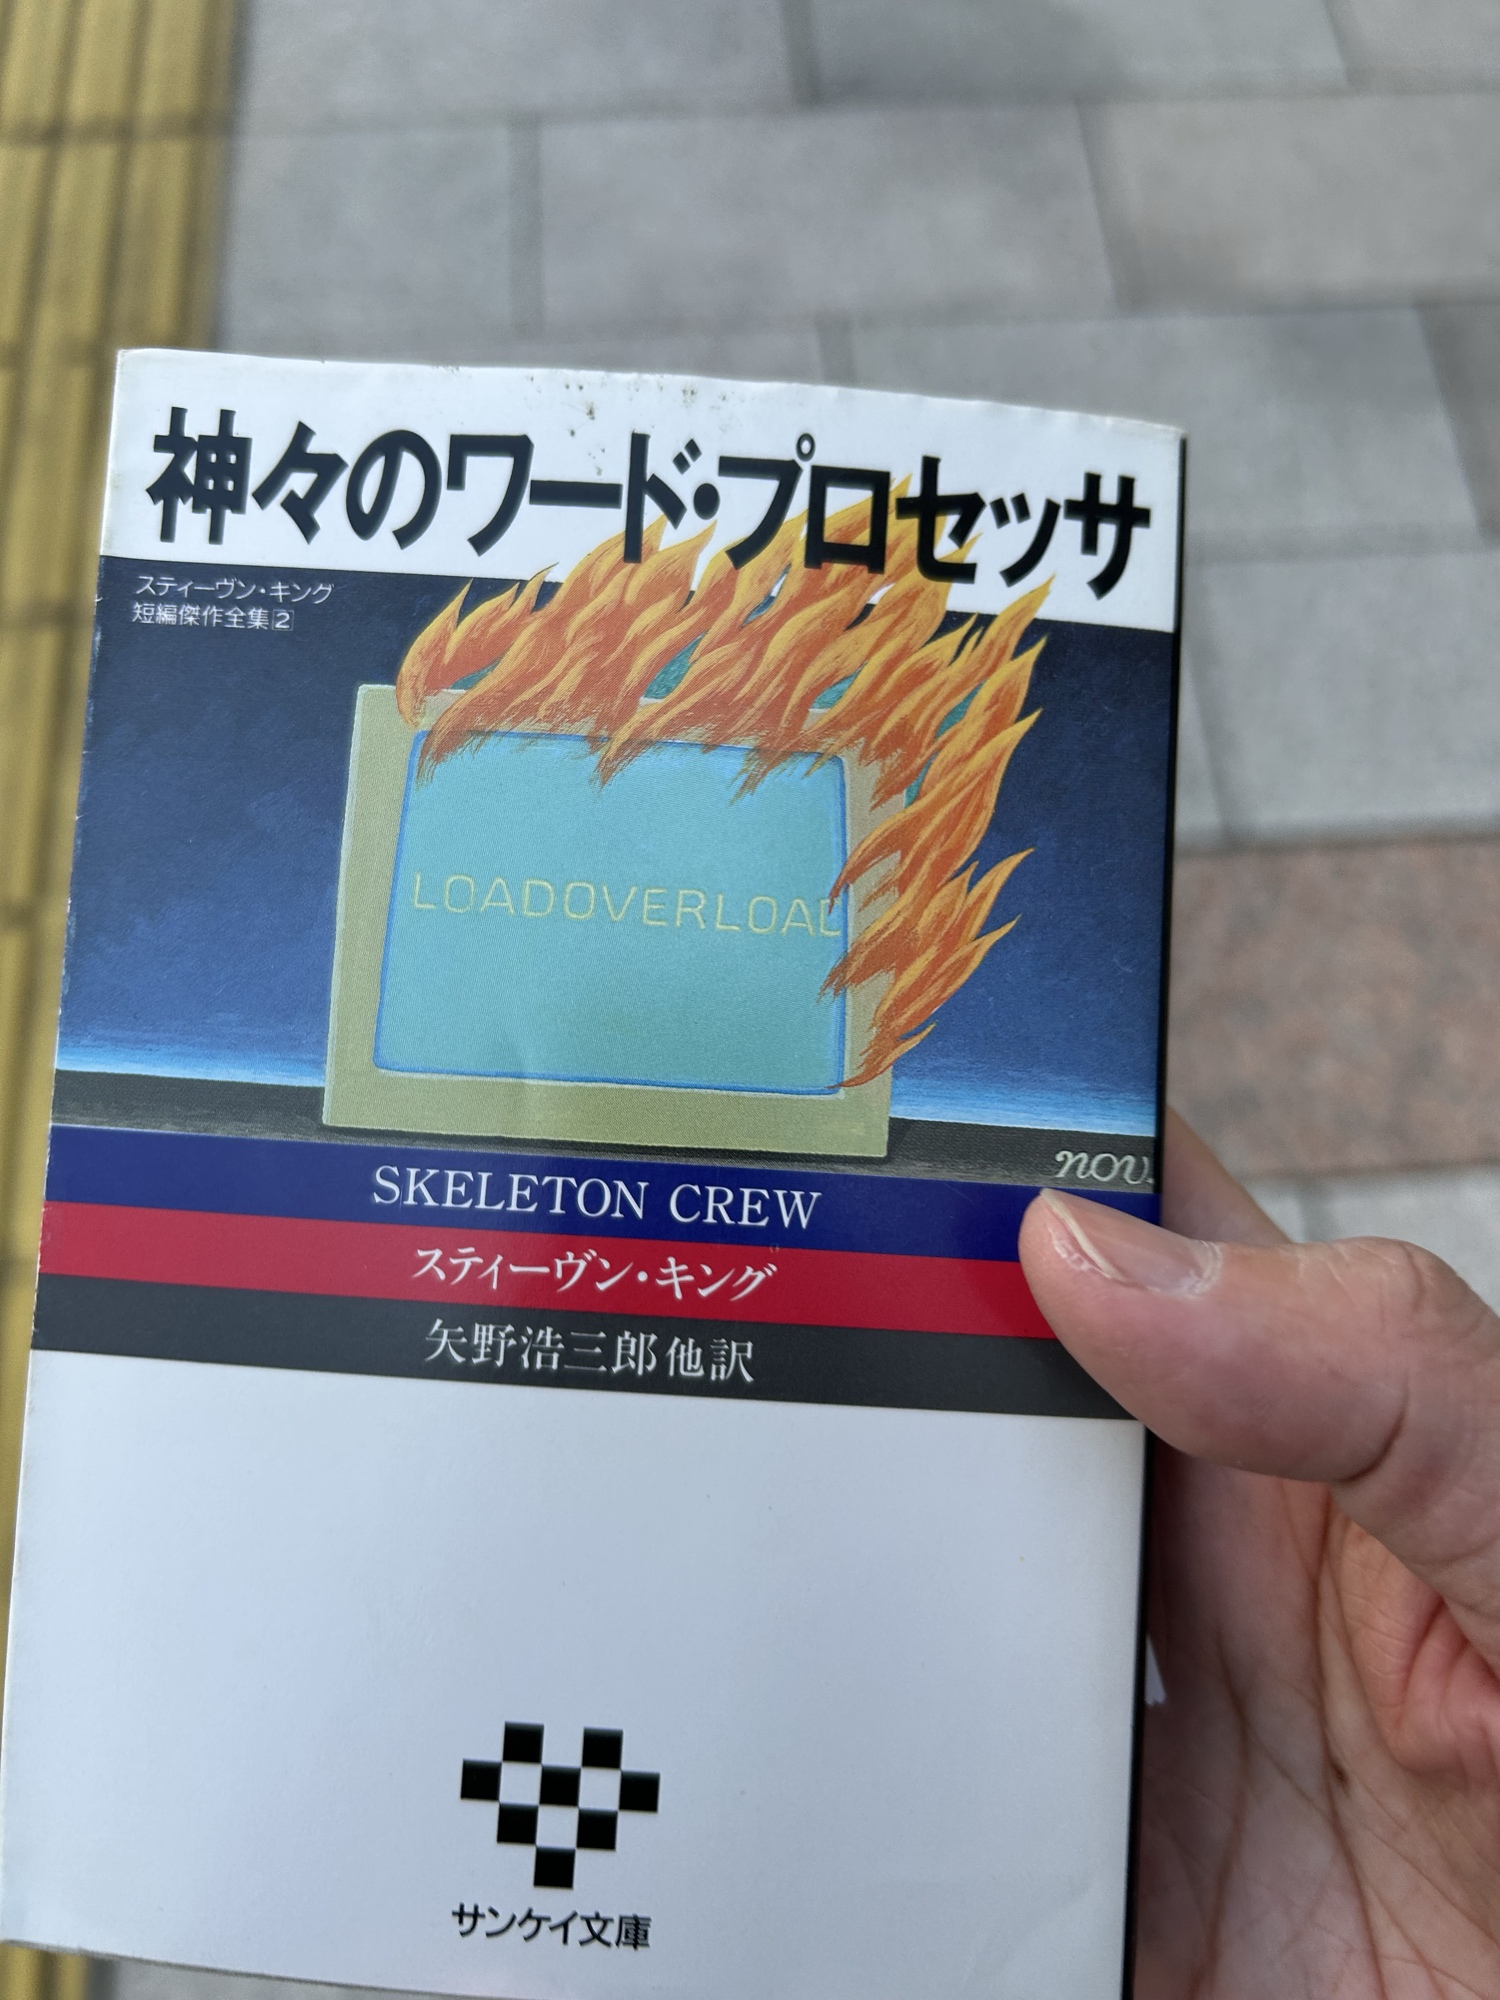 神々のワード・プロセッサ
スティーヴン・キング
短編傑作全集2
LOADOVERLOAD
nov
SKELETON CREW
スティーヴン・キング
矢野浩三郎他訳
サンケイ文庫